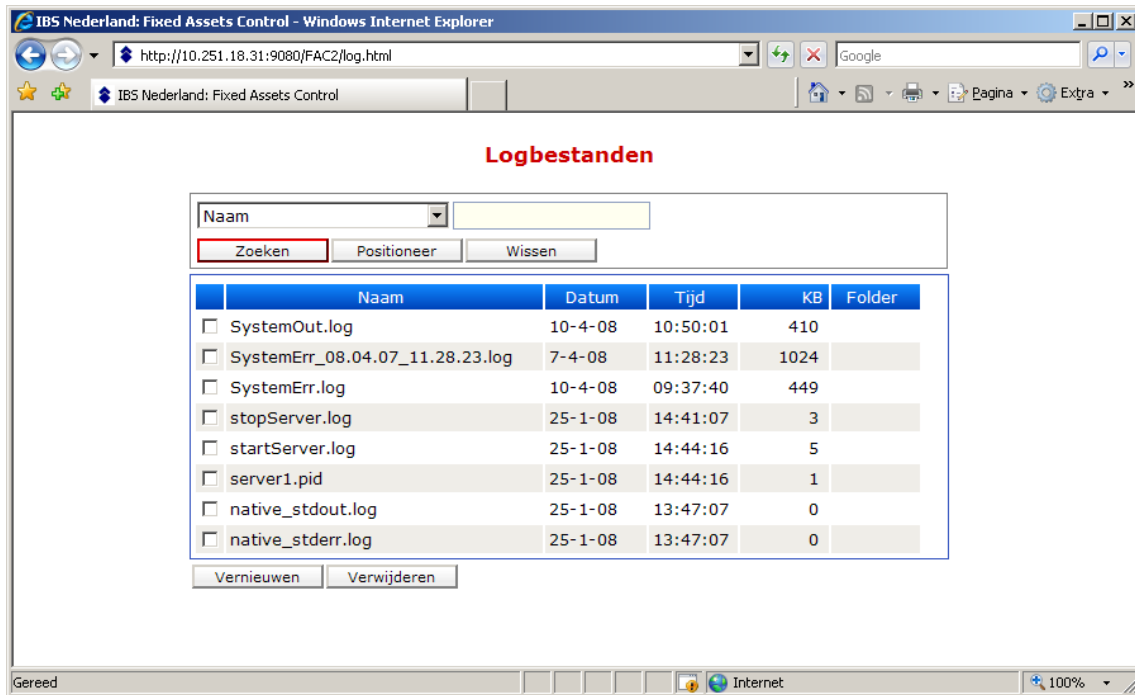 IBS Nederland: Fixed Assets Control - Windows Internet Explorer
http://10.251.18.31:9080/FAC2/log.html
Google
IBS Nederland: Fixed Assets Control
Pagina Extra »
Logbestanden
Naam
Zoeken Positioneer Wissen
Naam Datum Tijd KB Folder
SystemOut.log 10-4-08 10:50:01 410
SystemErr_08.04.07_11.28.23.log 7-4-08 11:28:23 1024
SystemErr.log 10-4-08 09:37:40 449
stopServer.log 25-1-08 14:41:07 3
startServer.log 25-1-08 14:44:16 5
server1.pid 25-1-08 14:44:16 1
native_stdout.log 25-1-08 13:47:07 0
native_stderr.log 25-1-08 13:47:07 0
Vernieuwen Verwijderen
Gereed Internet 100%